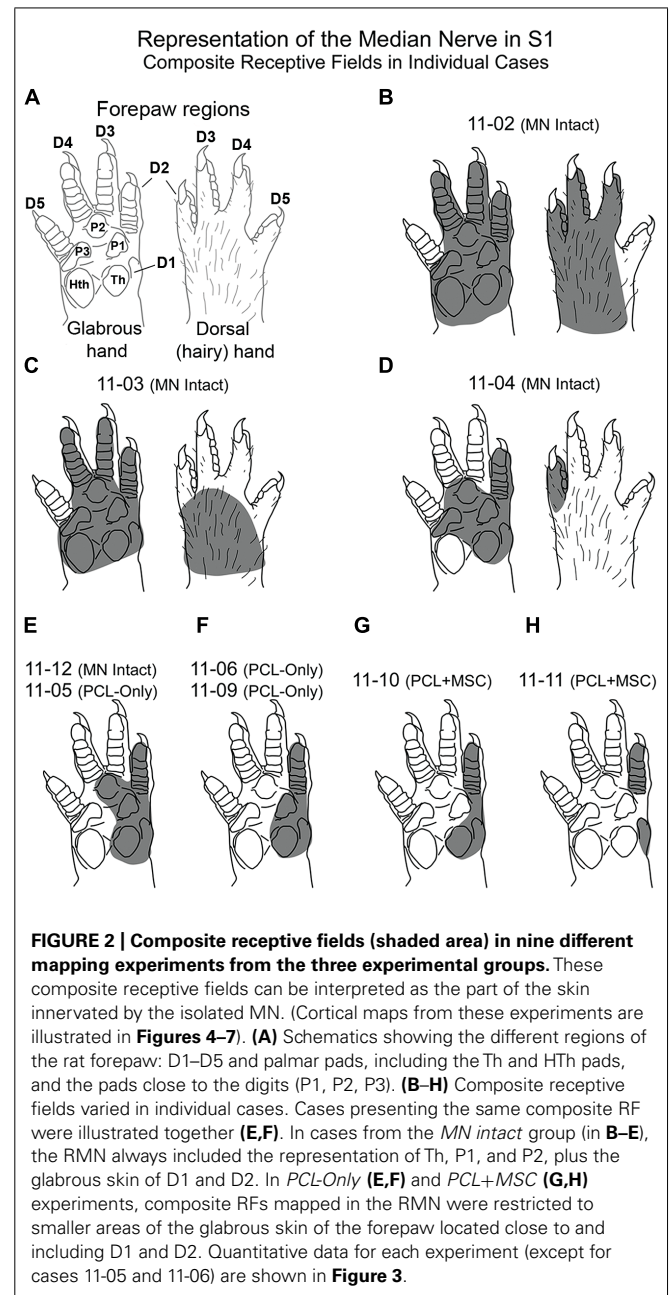 Representation of the Median Nerve in S1
Composite Receptive Fields in Individual Cases
A
Forepaw regions
D3
D4
D2
D5
P2
P3
P1
D1
Hth
Th
D3
D4
D5
Glabrous
hand
Dorsal
(hairy) hand
B
11-02 (MN Intact)
C
11-03 (MN Intact)
D
11-04 (MN Intact)
E
11-12 (MN Intact)
11-05 (PCL-Only)
F
11-06 (PCL-Only)
11-09 (PCL-Only)
G
11-10 (PCL+MSC)
H
11-11 (PCL+MSC)
FIGURE 2 | Composite receptive fields (shaded area) in nine different
mapping experiments from the three experimental groups. These
composite receptive fields can be interpreted as the part of the skin
innervated by the isolated MN. (Cortical maps from these experiments are
illustrated in Figures 4–7). (A) Schematics showing the different regions of
the rat forepaw: D1–D5 and palmar pads, including the Th and HTh pads,
and the pads close to the digits (P1, P2, P3). (B–H) Composite receptive
fields varied in individual cases. Cases presenting the same composite RF
were illustrated together (E,F). In cases from the MN intact group (in B–E),
the RMN always included the representation of Th, P1, and P2, plus the
glabrous skin of D1 and D2. In PCL-Only (E,F) and PCL+MSC (G,H)
experiments, composite RFs mapped in the RMN were restricted to
smaller areas of the glabrous skin of the forepaw located close to and
including D1 and D2. Quantitative data for each experiment (except for
cases 11-05 and 11-06) are shown in Figure 3.